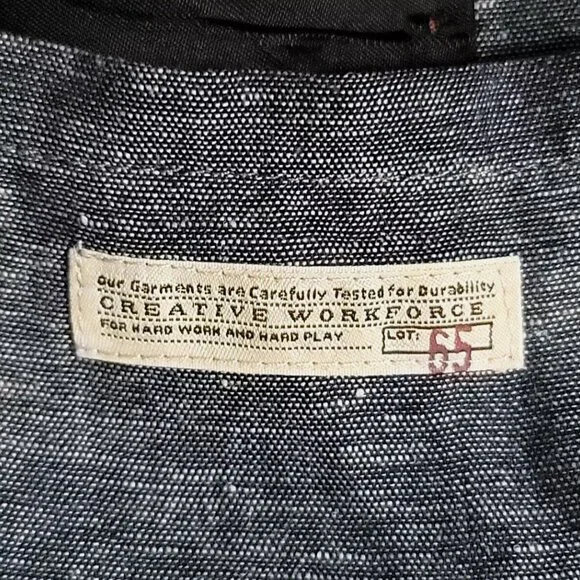 Our Garments are Carefully Tested for Durability
CREATIVE WORKFORCE
FOR HARD WORK AND HARD PLAY LOT: 65